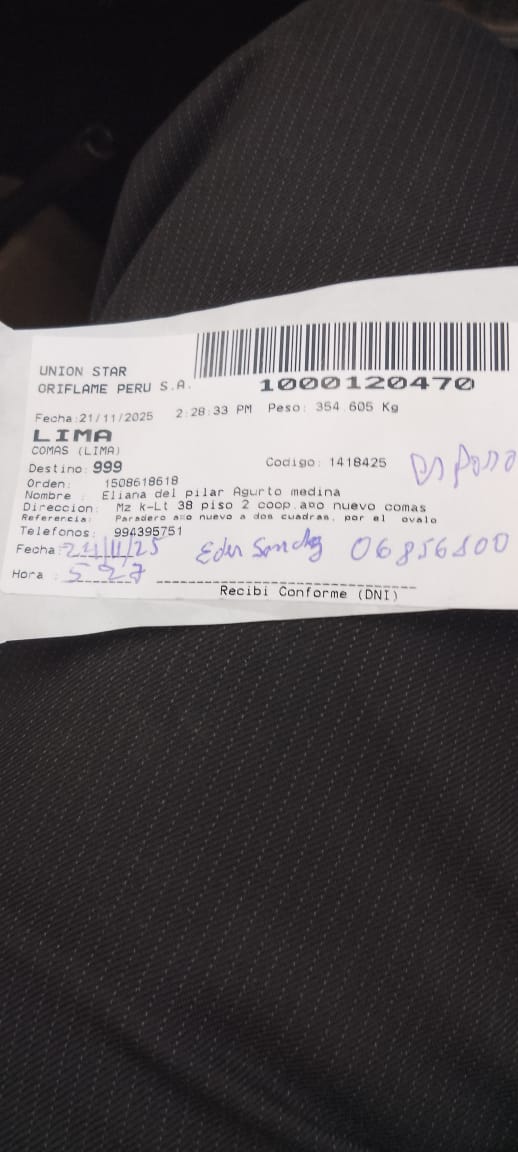 UNION STAR
ORIFLAME PERU S.A.
1000120470
Fecha:21/11/2025 2:28:33 PM Peso: 354.605 Kg
LIMA
COMAS (LIMA)
Destino: 999 Codigo: 1418425
Orden: 1508618618
Nombre : Eliana del pilar Agurto medina
Direccion: Mz k-Lt 38 piso 2 coop.año nuevo comas
Referencia: Paradero año nuevo a dos cuadras, por el ovalo
Telefonos: 994395751
Fecha: 21/11/25 Eder Sanchz 06856100
Hora : 5 27
Recibi Conforme (DNI)